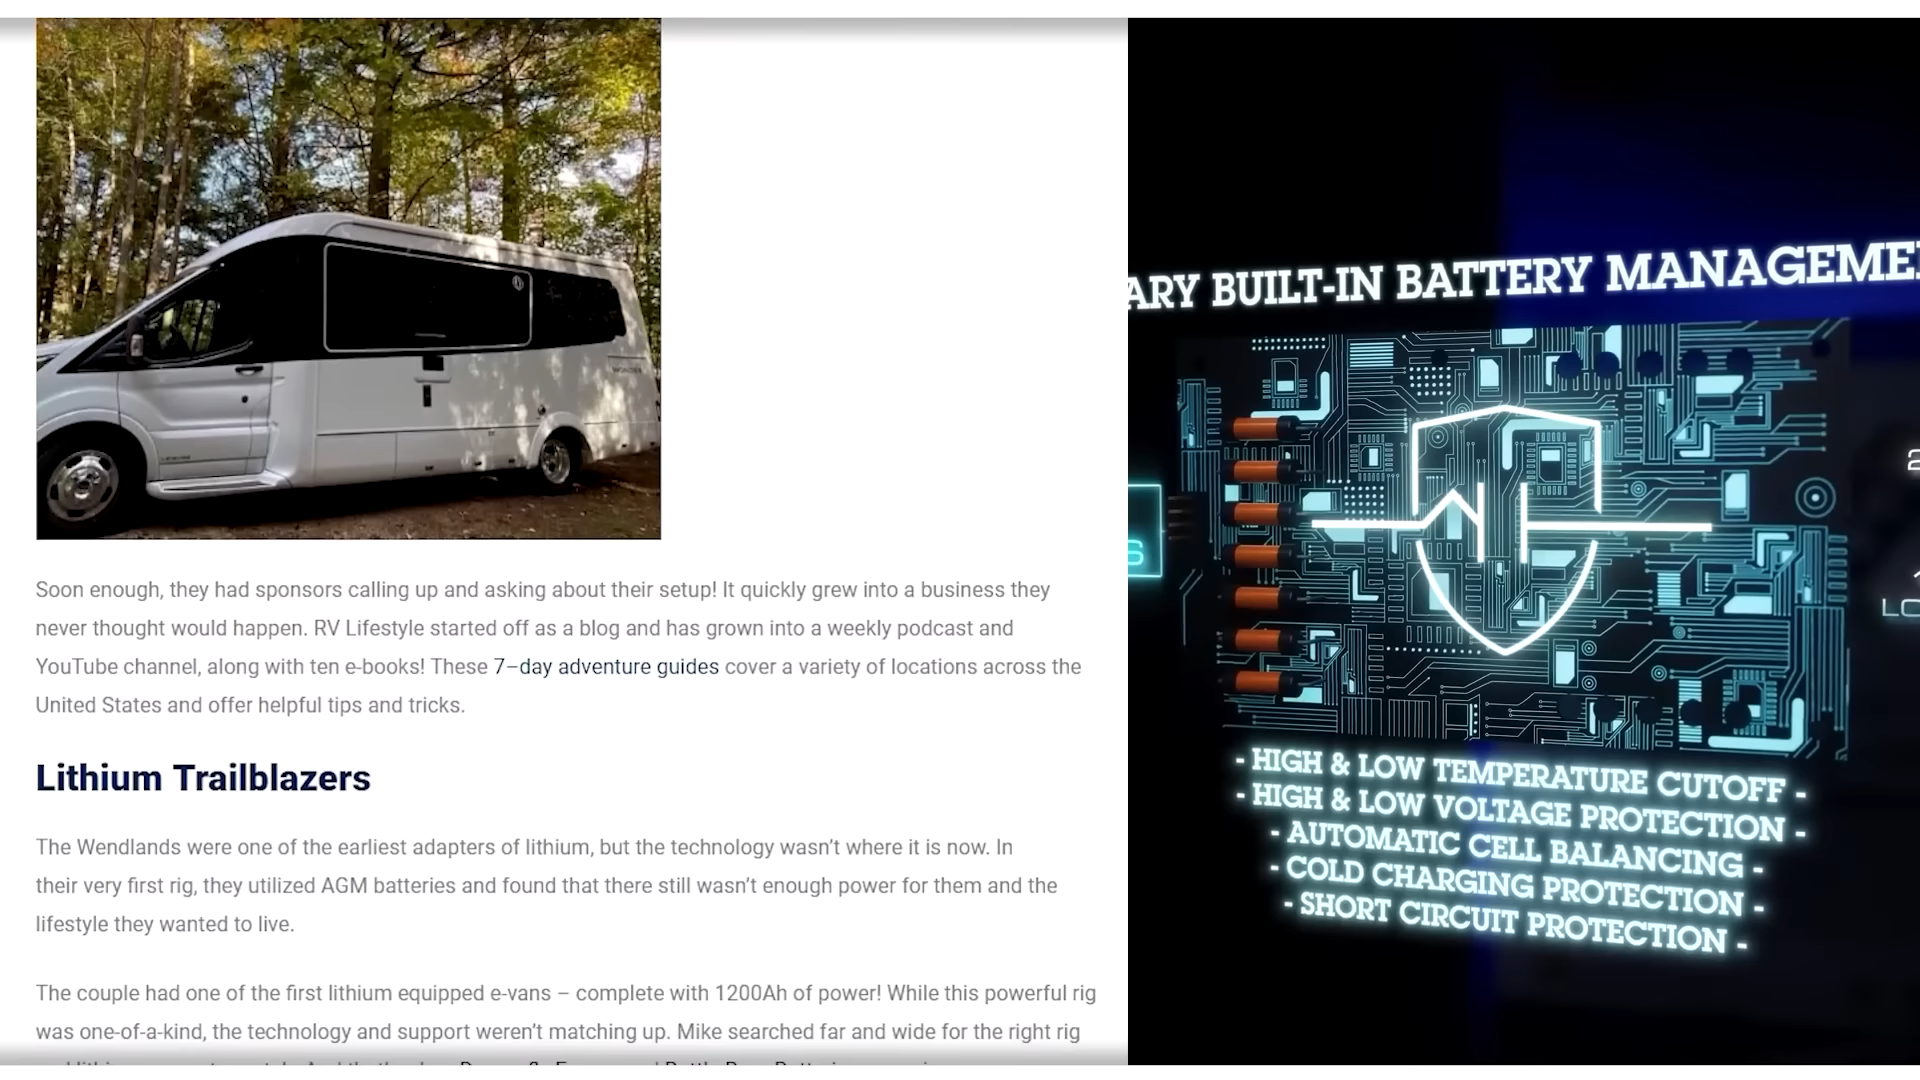 Soon enough, they had sponsors calling up and asking about their setup! It quickly grew into a business they
never thought would happen. RV Lifestyle started off as a blog and has grown into a weekly podcast and
YouTube channel, along with ten e-books! These 7–day adventure guides cover a variety of locations across the
United States and offer helpful tips and tricks.
Lithium Trailblazers
The Wendlands were one of the earliest adapters of lithium, but the technology wasn’t where it is now. In
their very first rig, they utilized AGM batteries and found that there still wasn’t enough power for them and the
lifestyle they wanted to live.
The couple had one of the first lithium equipped e-vans – complete with 1200Ah of power! While this powerful rig
was one-of-a-kind, the technology and support weren’t matching up. Mike searched far and wide for the right rig
ARY BUILT-IN BATTERY MANAGEME
- HIGH & LOW TEMPERATURE CUTOFF -
- HIGH & LOW VOLTAGE PROTECTION -
- AUTOMATIC CELL BALANCING -
- COLD CHARGING PROTECTION -
- SHORT CIRCUIT PROTECTION -
S
LO